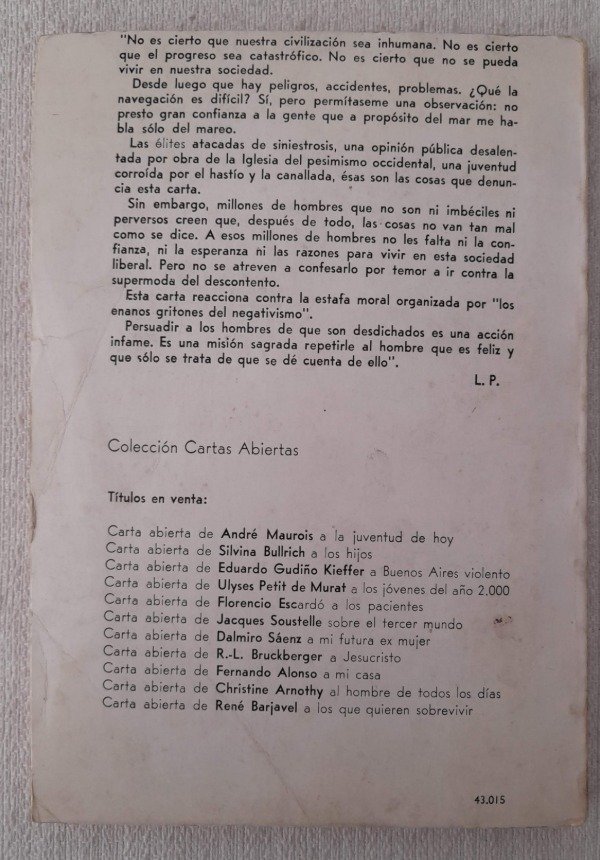 "No es cierto que nuestra civilización sea inhumana. No es cierto
que el progreso sea catastrófico. No es cierto que no se pueda
vivir en nuestra sociedad.
Desde luego que hay peligros, accidentes, problemas. ¿Qué la
navegación es difícil? Sí, pero permítaseme una observación: no
presto gran confianza a la gente que a propósito del mar me ha-
bla sólo del mareo.
Las élites atacadas de siniestrosis, una opinión pública desalen-
tada por obra de la Iglesia del pesimismo occidental, una juventud
corroída por el hastío y la canallada, ésas son las cosas que denun-
cia esta carta.
Sin embargo, millones de hombres que no son ni imbéciles ni
perversos creen que, después de todo, las cosas no van tan mal
como se dice. A esos millones de hombres no les falta ni la con-
fianza, ni la esperanza ni las razones para vivir en esta sociedad
liberal. Pero no se atreven a confesarlo por temor a ir contra la
supermoda del descontento.
Esta carta reacciona contra la estafa moral organizada por "los
enanos gritones del negativismo".
Persuadir a los hombres de que son desdichados es una acción
infame. Es una misión sagrada repetirle al hombre que es feliz y
que sólo se trata de que se dé cuenta de ello".
L. P.
Colección Cartas Abiertas
Títulos en venta:
Carta abierta de André Maurois a la juventud de hoy
Carta abierta de Silvina Bullrich a los hijos
Carta abierta de Eduardo Gudiño Kieffer a Buenos Aires violento
Carta abierta de Ulyses Petit de Murat a los jóvenes del año 2.000
Carta abierta de Florencio Escardó a los pacientes
Carta abierta de Jacques Soustelle sobre el tercer mundo
Carta abierta de Dalmiro Sáenz a mi futura ex mujer
Carta abierta de R.-L. Bruckberger a Jesucristo
Carta abierta de Fernando Alonso a mi casa
Carta abierta de Christine Arnothy al hombre de todos los días
Carta abierta de René Barjavel a los que quieren sobrevivir
43.015